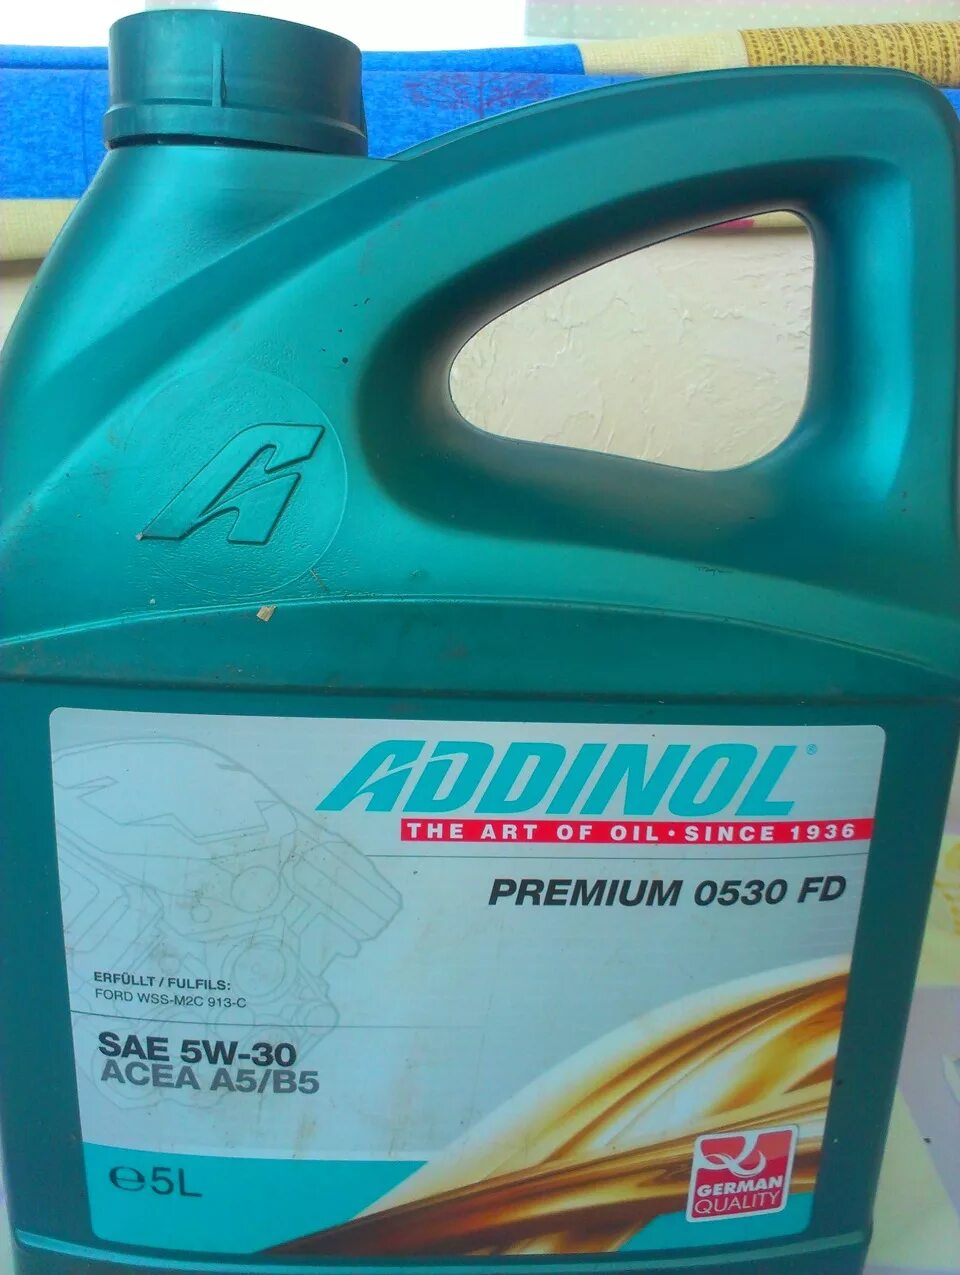 ADDINOL®
THE ART OF OIL · SINCE 1936
PREMIUM 0530 FD
ERFÜLLT / FULFILS:
FORD WSS-M2C 913-C
SAE 5W-30
ACEA A5/B5
℮5L
GERMAN
QUALITY